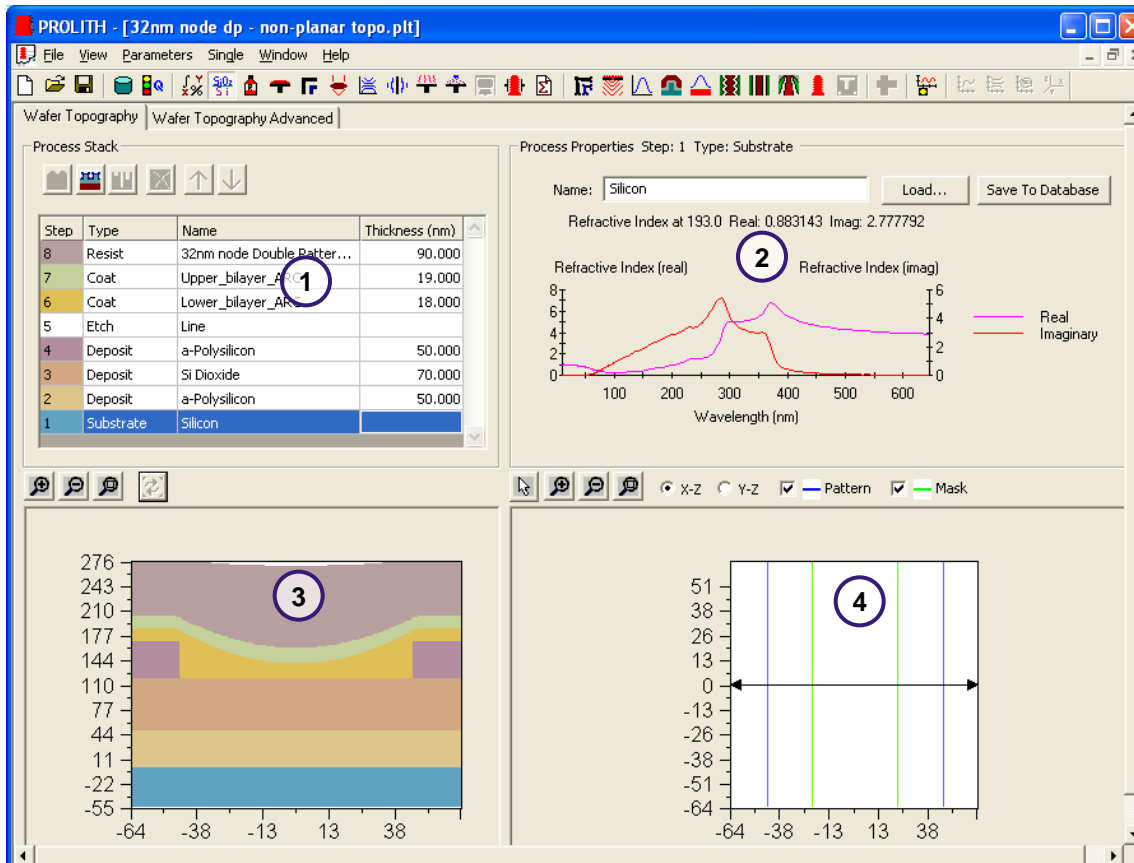 PROLITH - [32nm node dp - non-planar topo.plt]
File View Parameters Single Window Help
Wafer Topography Wafer Topography Advanced
Process Stack
Step Type Name Thickness (nm)
8 Resist 32nm node Double Patter... 90.000
7 Coat Upper_bilayer_ARC 19.000
6 Coat Lower_bilayer_ARC 18.000
5 Etch Line
4 Deposit a-Polysilicon 50.000
3 Deposit Si Dioxide 70.000
2 Deposit a-Polysilicon 50.000
1 Substrate Silicon
1
Process Properties Step: 1 Type: Substrate
Name: Silicon Load... Save To Database
Refractive Index at 193.0 Real: 0.883143 Imag: 2.777792
2
Refractive Index (real) Refractive Index (imag)
8 6
6 4
4 2
2 0
0
Real
Imaginary
100 200 300 400 500 600
Wavelength (nm)
X-Z Y-Z Pattern Mask
276
243
210
177
144
110
77
44
11
-22
-55
-64 -38 -13 13 38
3
51
38
26
13
0
-13
-26
-38
-51
-64
-64 -38 -13 13 38
4